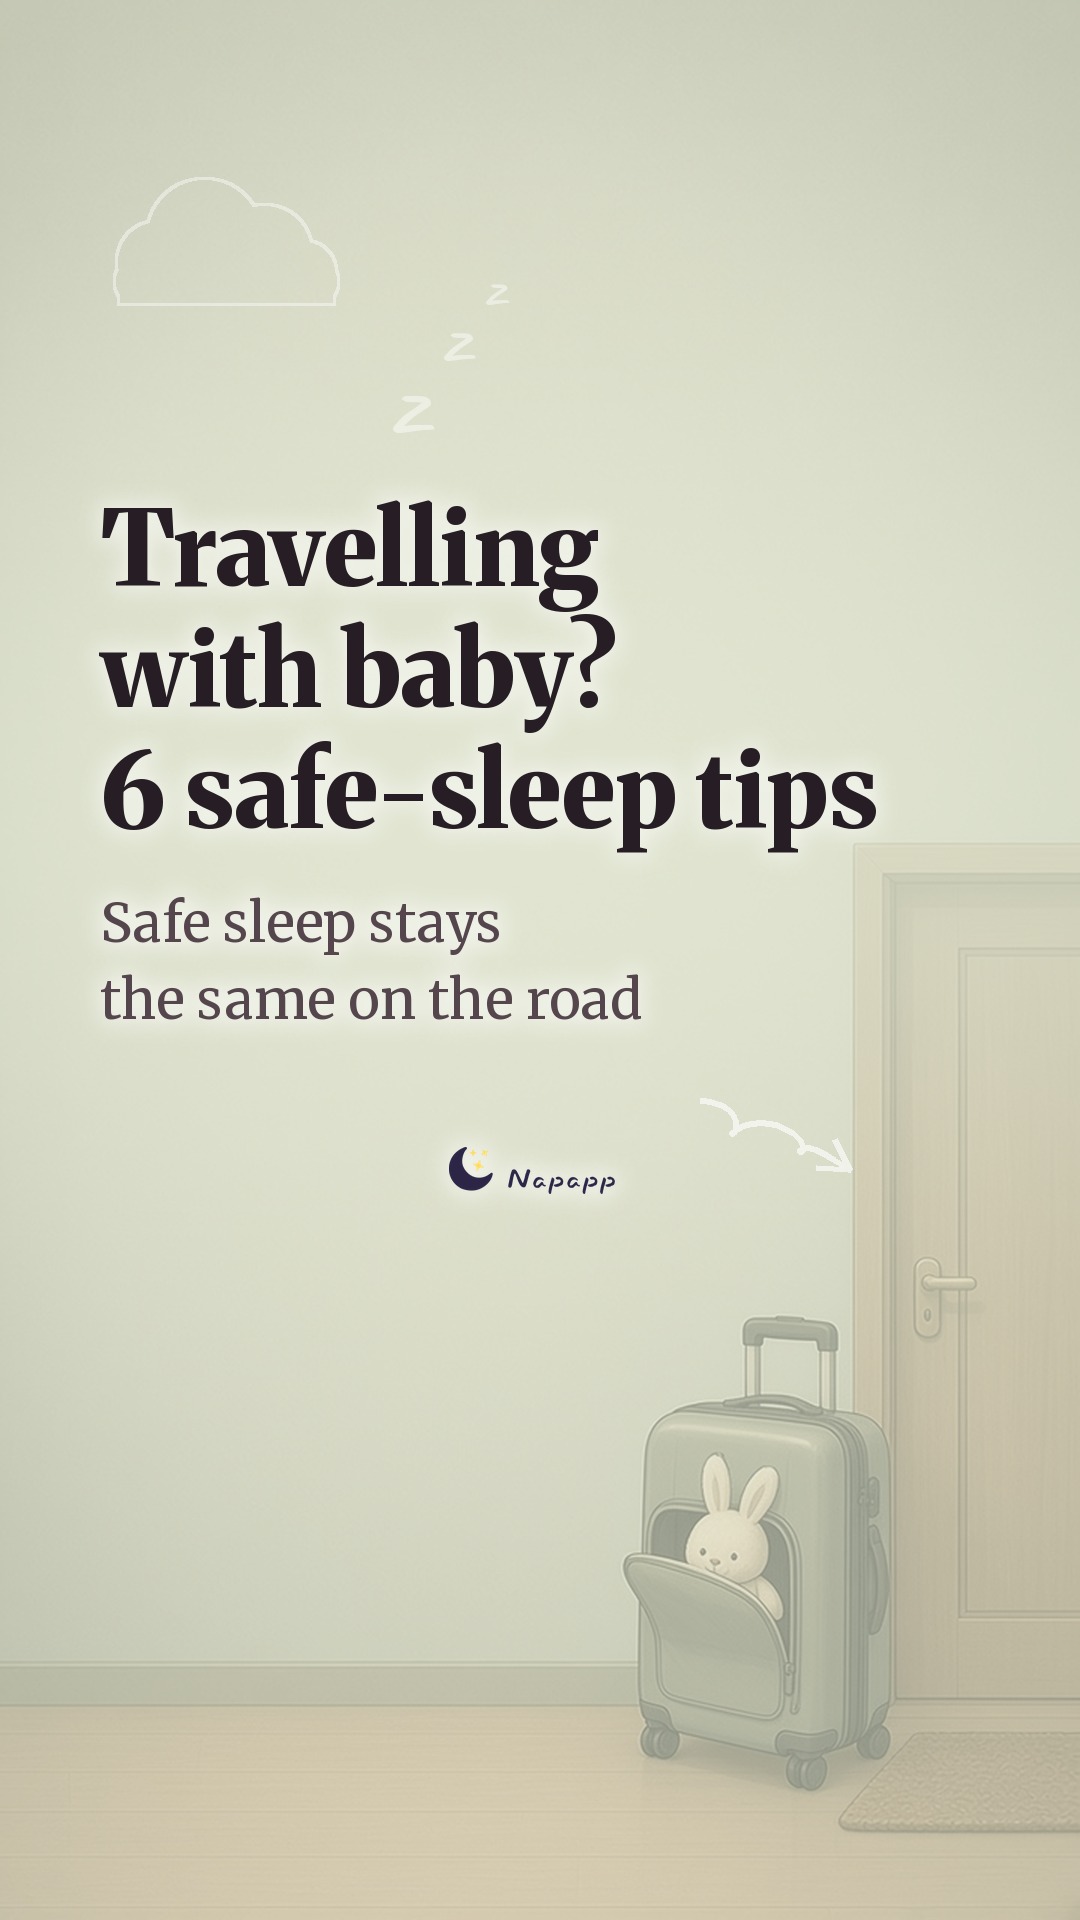 z
z
z
Travelling
with baby?
6 safe-sleep tips
Safe sleep stays
the same on the road
Napapp